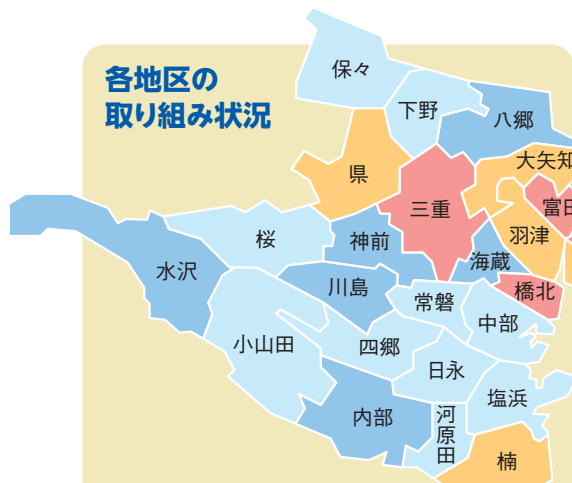 各地区の
取り組み状況
保々
下野
八郷
大矢知
県
三重
富田
羽津
桜
神前
海蔵
水沢
川島
橋北
常磐
中部
小山田
四郷
日永
塩浜
内部
河原田
楠